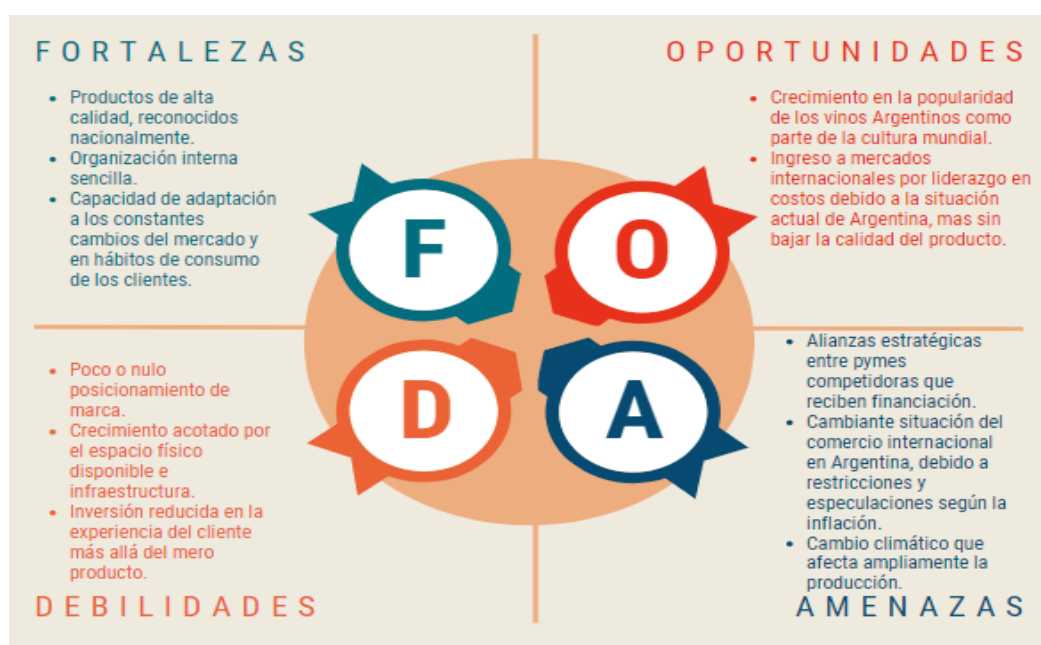 FORTALEZAS
• Productos de alta
calidad, reconocidos
nacionalmente.
• Organización interna
sencilla.
• Capacidad de adaptación
a los constantes
cambios del mercado y
en hábitos de consumo
de los clientes.
OPORTUNIDADES
• Crecimiento en la popularidad
de los vinos Argentinos como
parte de la cultura mundial.
• Ingreso a mercados
internacionales por liderazgo en
costos debido a la situación
actual de Argentina, mas sin
bajar la calidad del producto.
F
O
D
A
• Poco o nulo
posicionamiento de
marca.
• Crecimiento acotado por
el espacio físico
disponible e
infraestructura.
• Inversión reducida en la
experiencia del cliente
más allá del mero
producto.
DEBILIDADES
• Alianzas estratégicas
entre pymes
competidoras que
reciben financiación.
• Cambiante situación del
comercio internacional
en Argentina, debido a
restricciones y
especulaciones según la
inflación.
• Cambio climático que
afecta ampliamente la
producción.
AMENAZAS